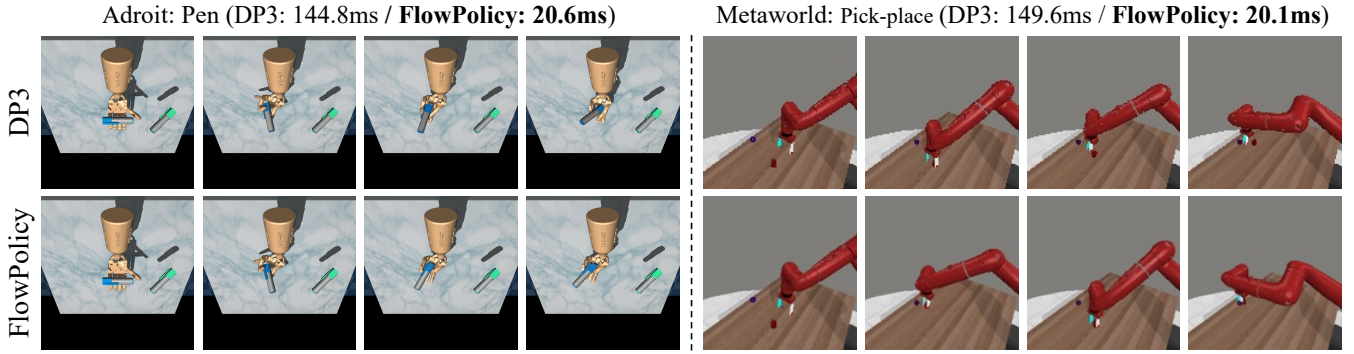 Adroit: Pen (DP3: 144.8ms / FlowPolicy: 20.6ms)
Metaworld: Pick-place (DP3: 149.6ms / FlowPolicy: 20.1ms)
DP3
FlowPolicy